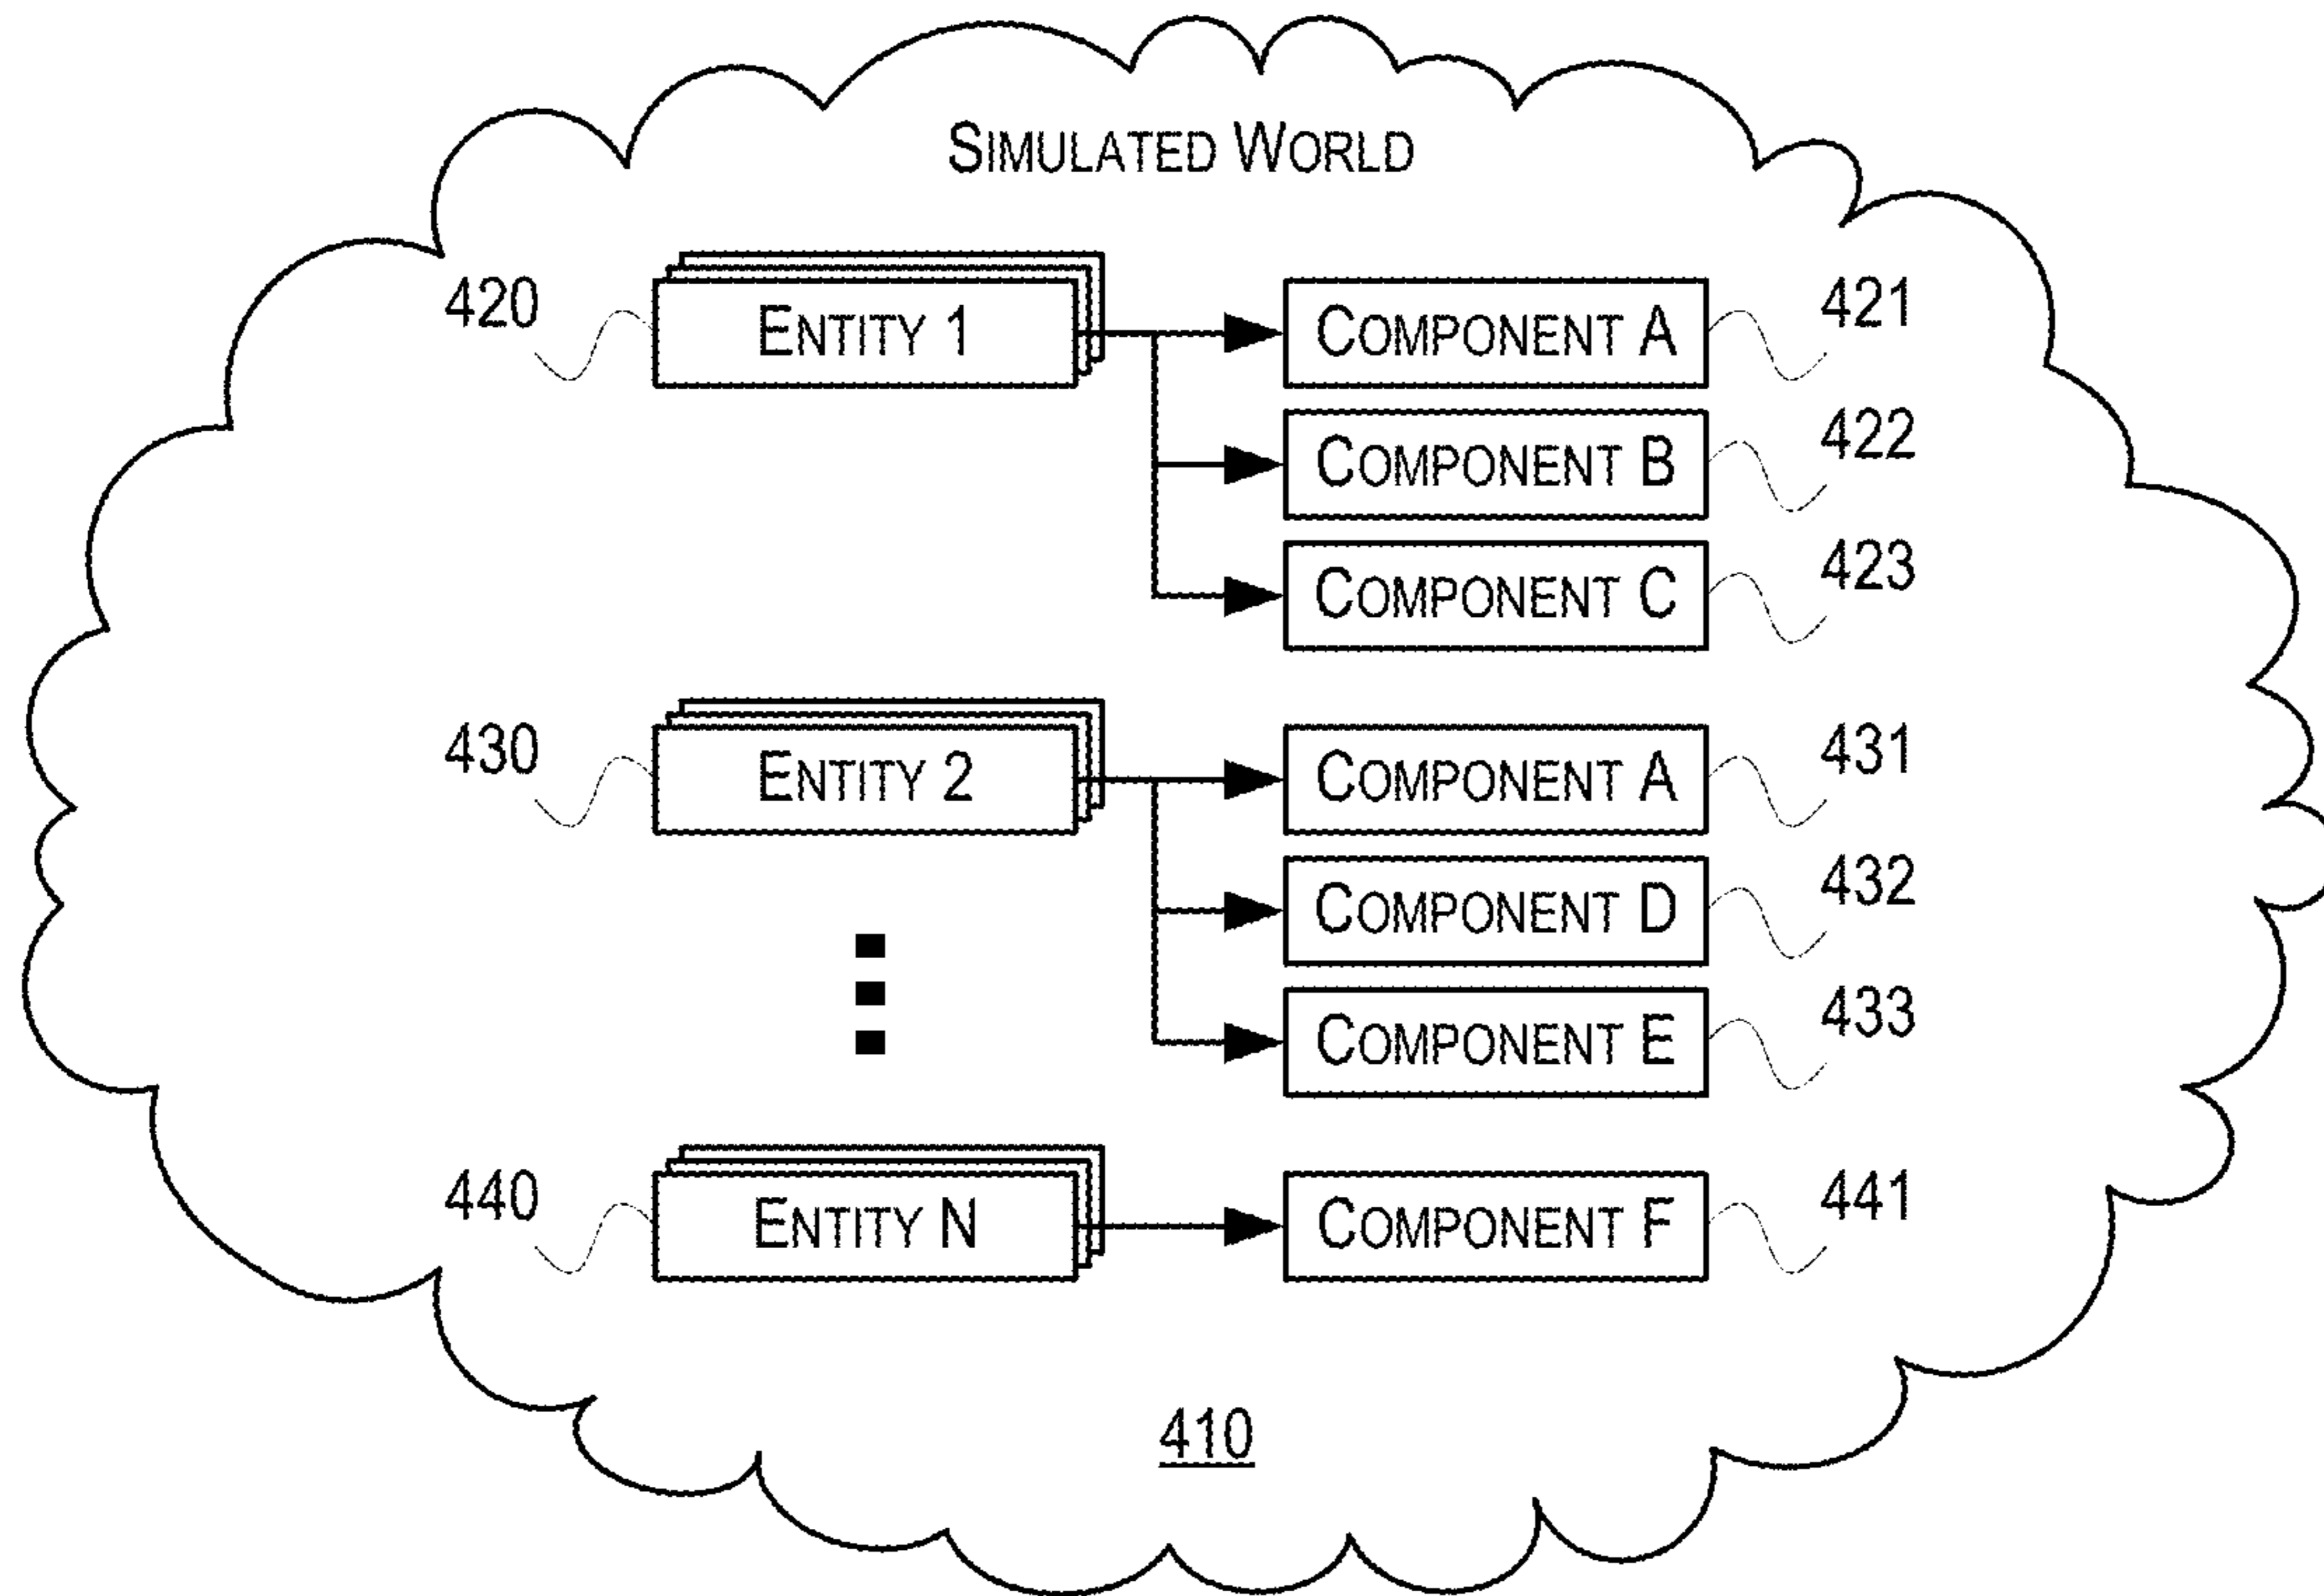 SIMULATED WORLD
420 ENTITY 1 COMPONENT A 421
COMPONENT B 422
COMPONENT C 423
430 ENTITY 2 COMPONENT A 431
COMPONENT D 432
COMPONENT E 433
440 ENTITY N COMPONENT F 441
410